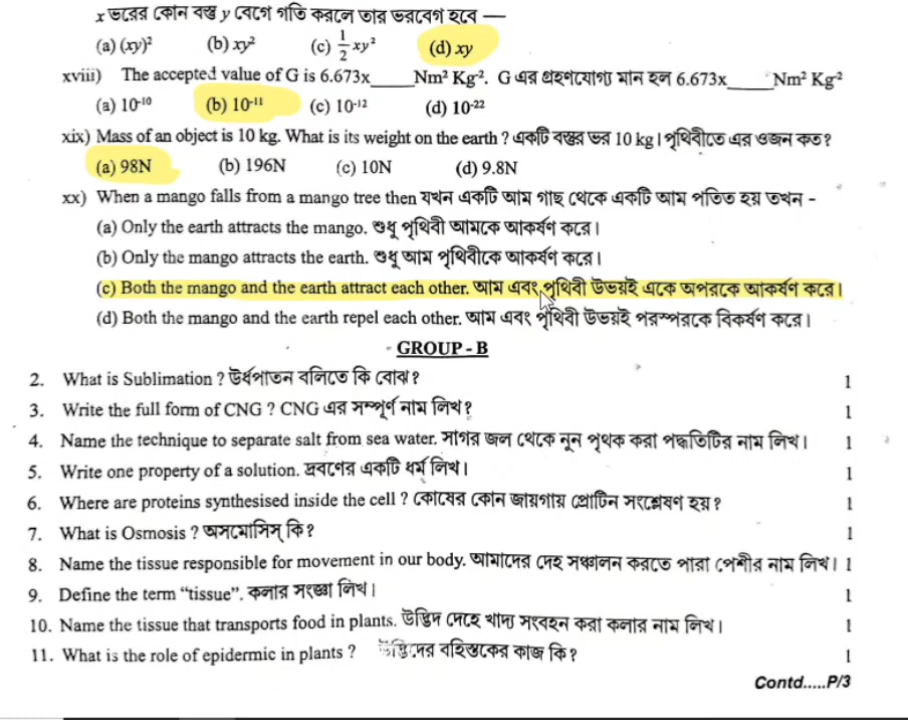 x ভরের কোন বস্তু y বেগে গতি করলে তার ভরবেগ হবে —
(a) (xy)² (b) xy² (c) ½ xy² (d) xy
xviii) The accepted value of G is 6.673x_____Nm² Kg⁻². G এর গ্রহণযোগ্য মান হল 6.673x_____Nm² Kg⁻²
(a) 10⁻¹⁰ (b) 10⁻¹¹ (c) 10⁻¹² (d) 10⁻²²
xix) Mass of an object is 10 kg. What is its weight on the earth ? একটি বস্তুর ভর 10 kg। পৃথিবীতে এর ওজন কত?
(a) 98N (b) 196N (c) 10N (d) 9.8N
xx) When a mango falls from a mango tree then যখন একটি আম গাছ থেকে একটি আম পতিত হয় তখন -
(a) Only the earth attracts the mango. শুধু পৃথিবী আমকে আকর্ষণ করে।
(b) Only the mango attracts the earth. শুধু আম পৃথিবীকে আকর্ষণ করে।
(c) Both the mango and the earth attract each other. আম এবং পৃথিবী উভয়ই একে অপরকে আকর্ষণ করে।
(d) Both the mango and the earth repel each other. আম এবং পৃথিবী উভয়ই পরস্পরকে বিকর্ষণ করে।
GROUP - B
2. What is Sublimation ? উর্ধপাতন বলিতে কি বোঝ? 1
3. Write the full form of CNG ? CNG এর সম্পূর্ণ নাম লিখ? 1
4. Name the technique to separate salt from sea water. সাগর জল থেকে নুন পৃথক করা পদ্ধতিটির নাম লিখ। 1
5. Write one property of a solution. দ্রবণের একটি ধর্ম লিখ। 1
6. Where are proteins synthesised inside the cell ? কোষের কোন জায়গায় প্রোটিন সংশ্লেষণ হয়? 1
7. What is Osmosis ? অসমোসিস্ কি? 1
8. Name the tissue responsible for movement in our body. আমাদের দেহ সঞ্চালন করতে পারা পেশীর নাম লিখ। 1
9. Define the term “tissue”. কলার সংজ্ঞা লিখ। 1
10. Name the tissue that transports food in plants. উদ্ভিদ দেহে খাদ্য সংবহন করা কলার নাম লিখ। 1
11. What is the role of epidermic in plants ? উদ্ভিদের বহিস্তকের কাজ কি? 1
Contd.....P/3